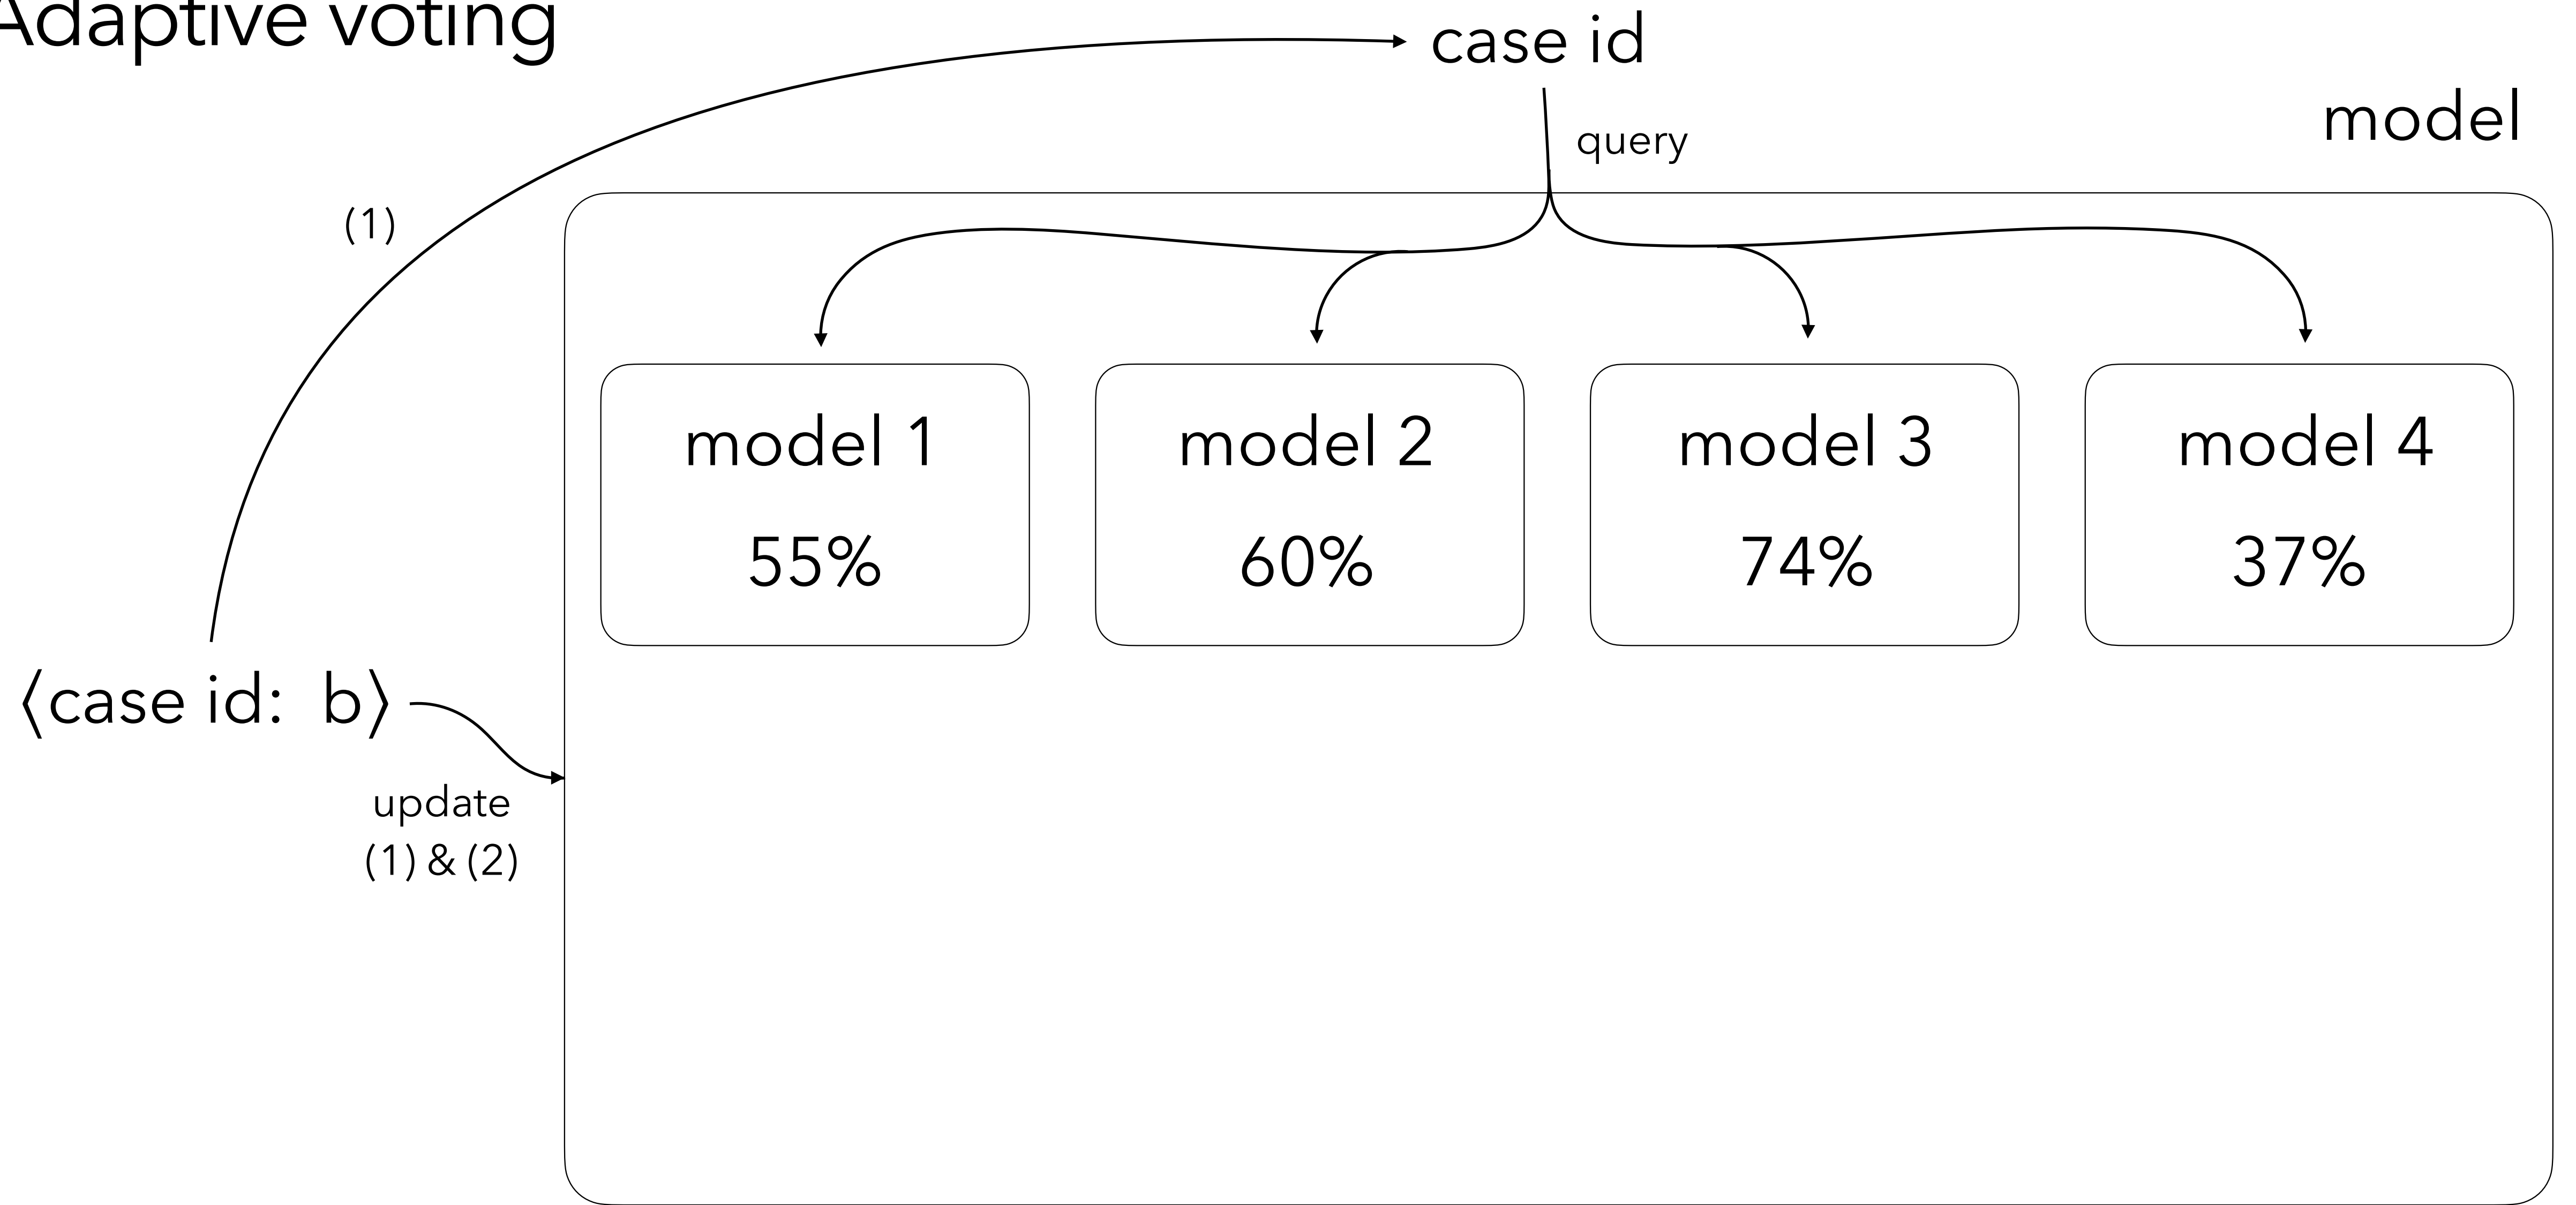 Adaptive voting
case id
model
query
(1)
model 1
model 2
model 3
model 4
55%
60%
74%
37%
⟨case id:  b⟩
update
(1) & (2)